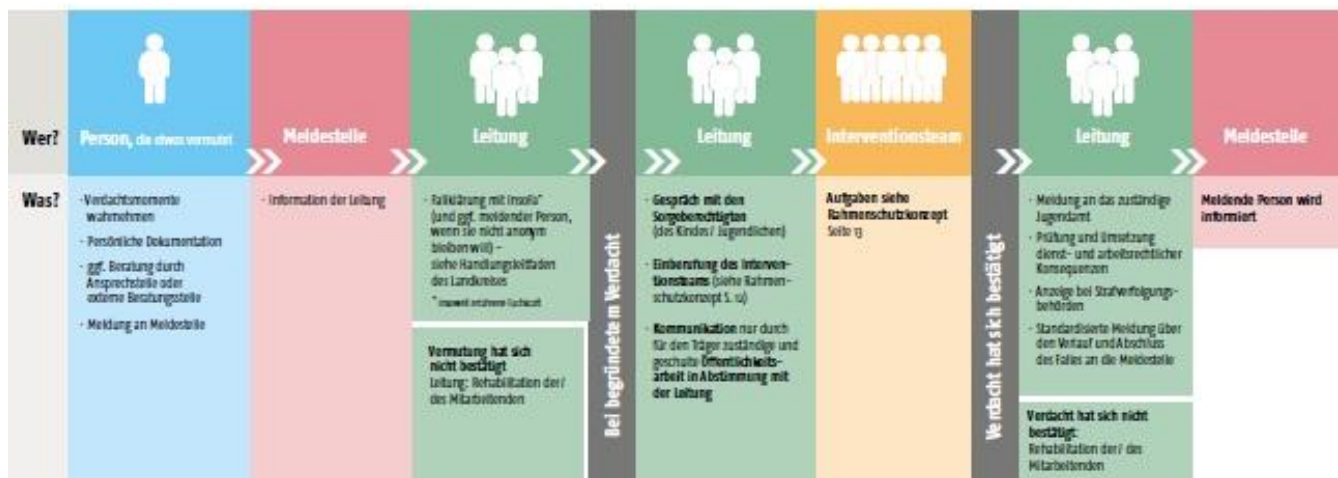 Wer?
Person, die etwas vermutet
Meldestelle
Leitung
Leitung
Interventionsteam
Leitung
Meldestelle
Was?
· Verdachtsmomente
wahrnehmen
· Persönliche Dokumentation
· ggf. Beratung durch
Ansprechstelle oder
externe Beratungsstelle
· Meldung an Meldestelle
· Information der Leitung
· Fallklärung mit InsoFa*
(und ggf. meldender Person,
wenn sie nicht anonym
bleiben will) –
siehe Handlungsleitfaden
des Landkreises
* insoweit erfahrene Fachkraft
Vermutung hat sich
nicht bestätigt
Leitung: Rehabilitation der/
des Mitarbeitenden
Bei begründetem Verdacht
· Gespräch mit den
Sorgeberechtigten
(des Kindes / Jugendlichen)
· Einberufung des Interven-
tionsteams (siehe Rahmen-
schutzkonzept S. 12)
· Kommunikation nur durch
für den Träger zuständige und
geschulte Öffentlichkeits-
arbeit in Abstimmung mit
der Leitung
Aufgaben siehe
Rahmenschutzkonzept
Seite 13
Verdacht hat sich bestätigt
· Meldung an das zuständige
Jugendamt
· Prüfung und Umsetzung
dienst- und arbeitsrechtlicher
Konsequenzen
· Anzeige bei Strafverfolgungs-
behörden
· Standardisierte Meldung über
den Verlauf und Abschluss
des Falles an die Meldestelle
Verdacht hat sich nicht
bestätigt:
Rehabilitation der/ des
Mitarbeitenden
Meldende Person wird
informiert